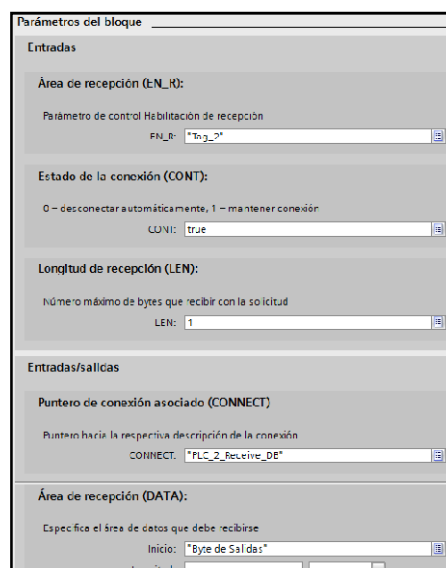 Parámetros del bloque
Entradas
Área de recepción (EN_R):
Parámetro de control Habilitación de recepción
EN_R: "Tag_2"
Estado de la conexión (CONT):
0 = desconectar automáticamente, 1 = mantener conexión
CONT: true
Longitud de recepción (LEN):
Número máximo de bytes que recibir con la solicitud
LEN: 1
Entradas/salidas
Puntero de conexión asociado (CONNECT)
Puntero hacia la respectiva descripción de la conexión
CONNECT: "PLC_2_Receive_DB"
Área de recepción (DATA):
Especifica el área de datos que debe recibirse
Inicio: "Byte de Salidas"